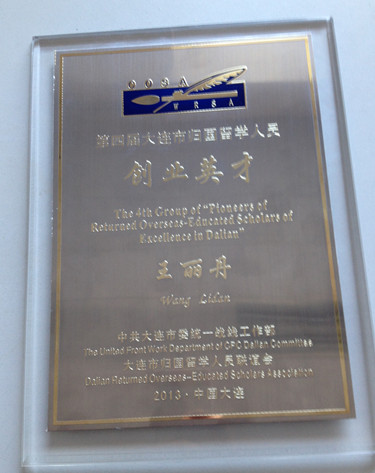 OOSA
WRSA
第四届大连市归国留学人员
创业英才
The 4th Group of "Pioneers of
Returned Overseas-Educated Scholars of
Excellence in Dalian"
王丽丹
Wang Lidan
中共大连市委统一战线工作部
The United Front Work Department of CPC Dalian Committee
大连市归国留学人员联谊会
Dalian Returned Overseas-Educated Scholars Association
2013·中国大连